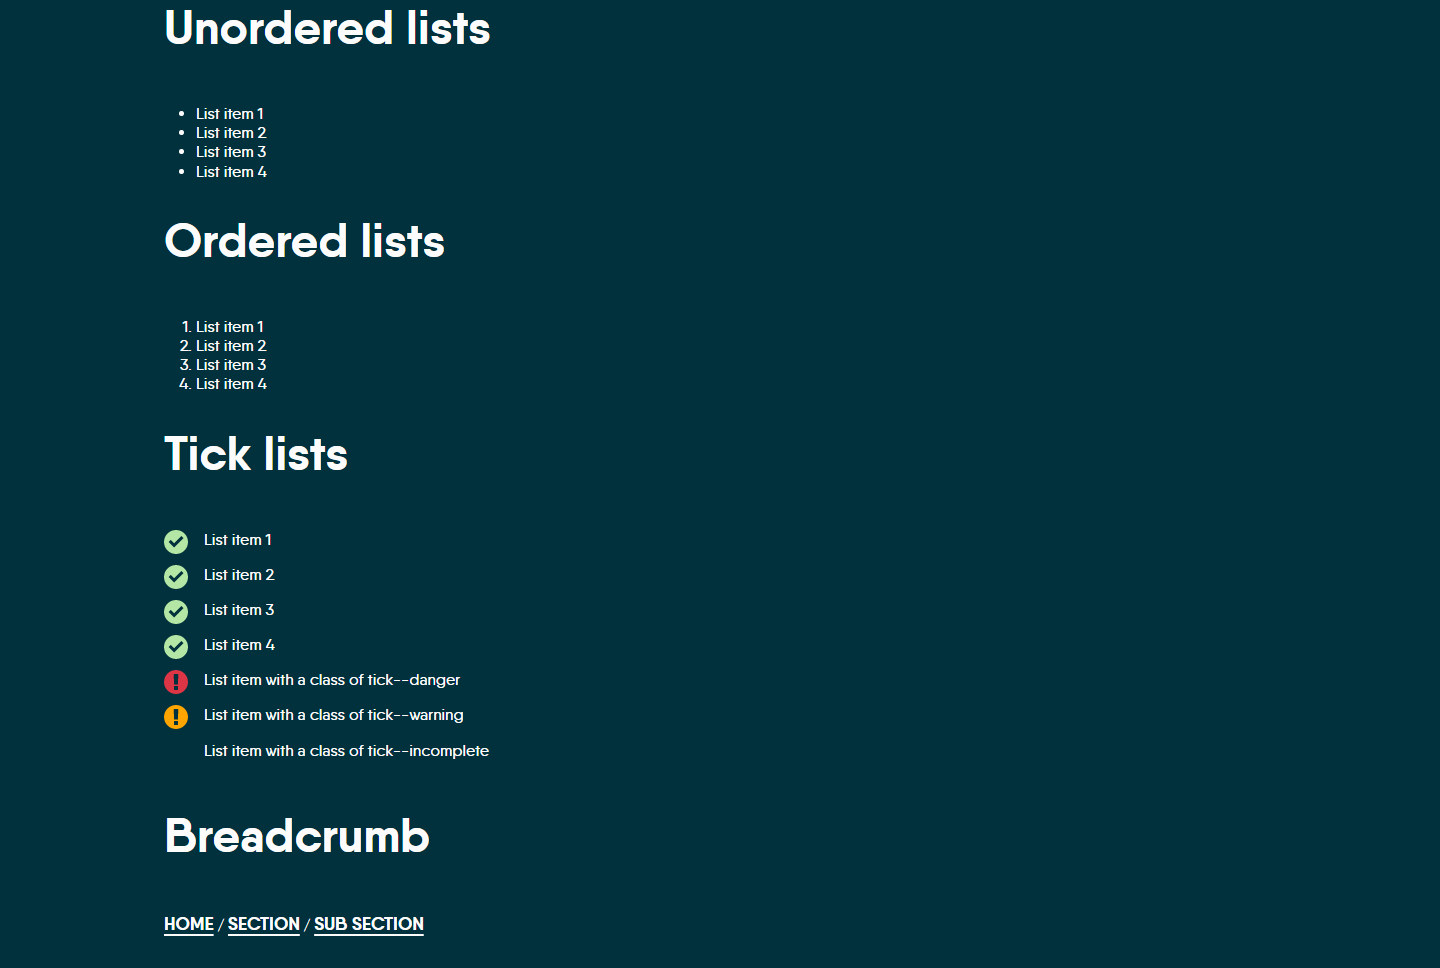 Unordered lists
• List item 1
• List item 2
• List item 3
• List item 4
Ordered lists
1. List item 1
2. List item 2
3. List item 3
4. List item 4
Tick lists
List item 1
List item 2
List item 3
List item 4
List item with a class of tick--danger
List item with a class of tick--warning
List item with a class of tick--incomplete
Breadcrumb
HOME / SECTION / SUB SECTION